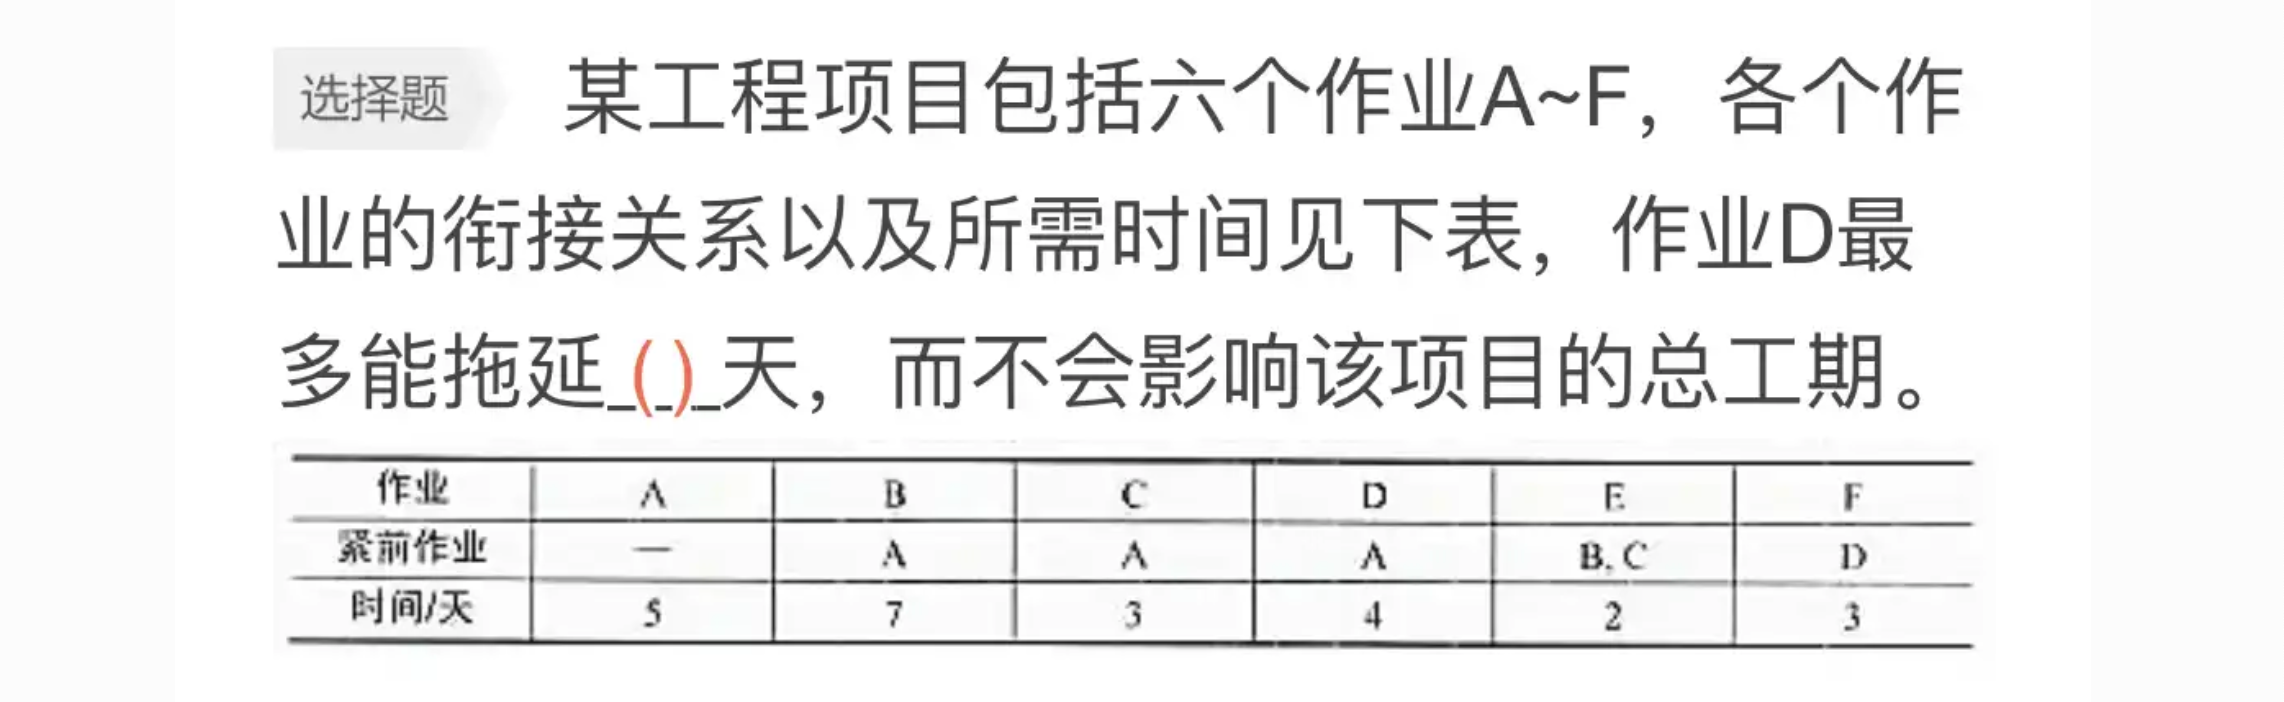 选择题 某工程项目包括六个作业A~F，各个作
业的衔接关系以及所需时间见下表，作业D最
多能拖延_(_)_天，而不会影响该项目的总工期。
作业 A B C D E F
紧前作业 — A A A B, C D
时间/天 5 7 3 4 2 3